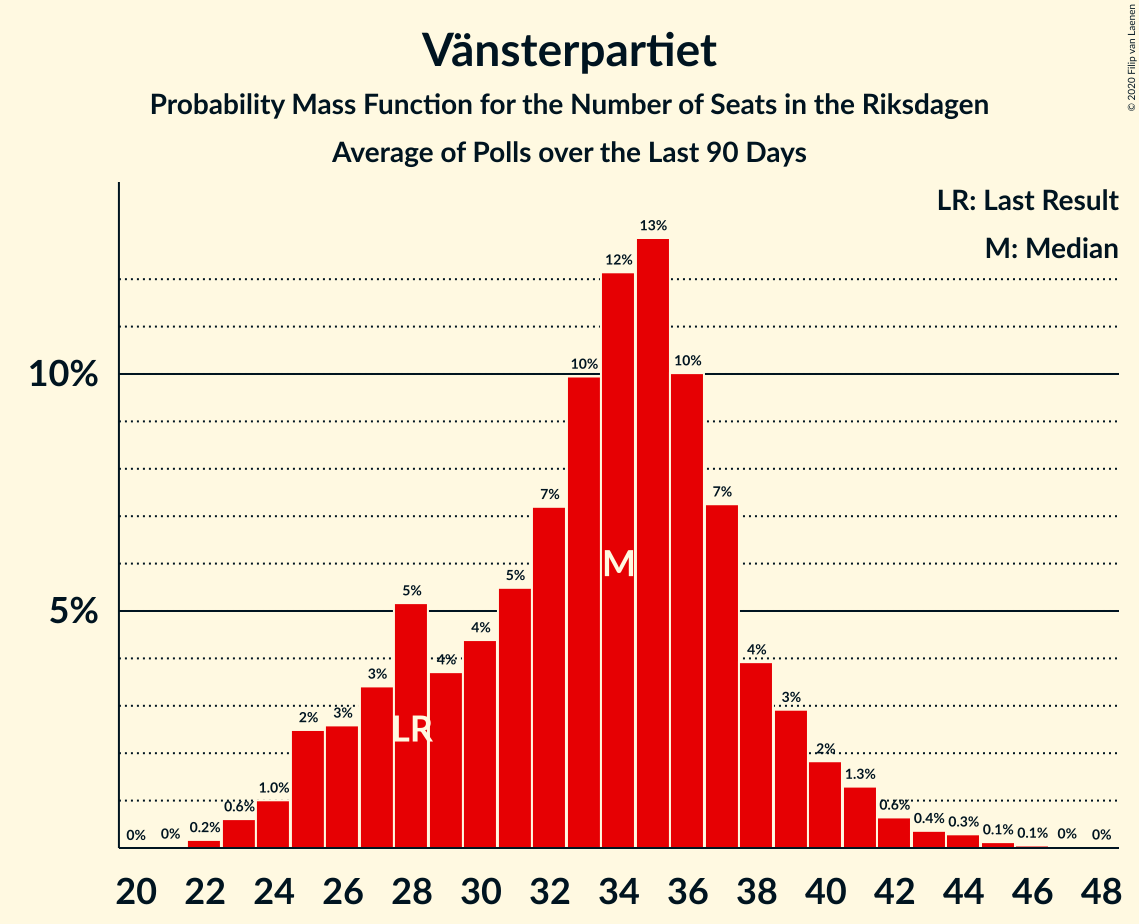 © 2020 Filip van Laenen
Vänsterpartiet
Probability Mass Function for the Number of Seats in the Riksdagen
Average of Polls over the Last 90 Days
LR: Last Result
M: Median
10%
5%
0% 0% 0.2% 0.6% 1.0% 2% 3% 3% 5% 4% 4% 5% 7% 10% 12% 13% 10% 7% 4% 3% 2% 1.3% 0.6% 0.4% 0.3% 0.1% 0.1% 0% 0%
M
LR
20 22 24 26 28 30 32 34 36 38 40 42 44 46 48